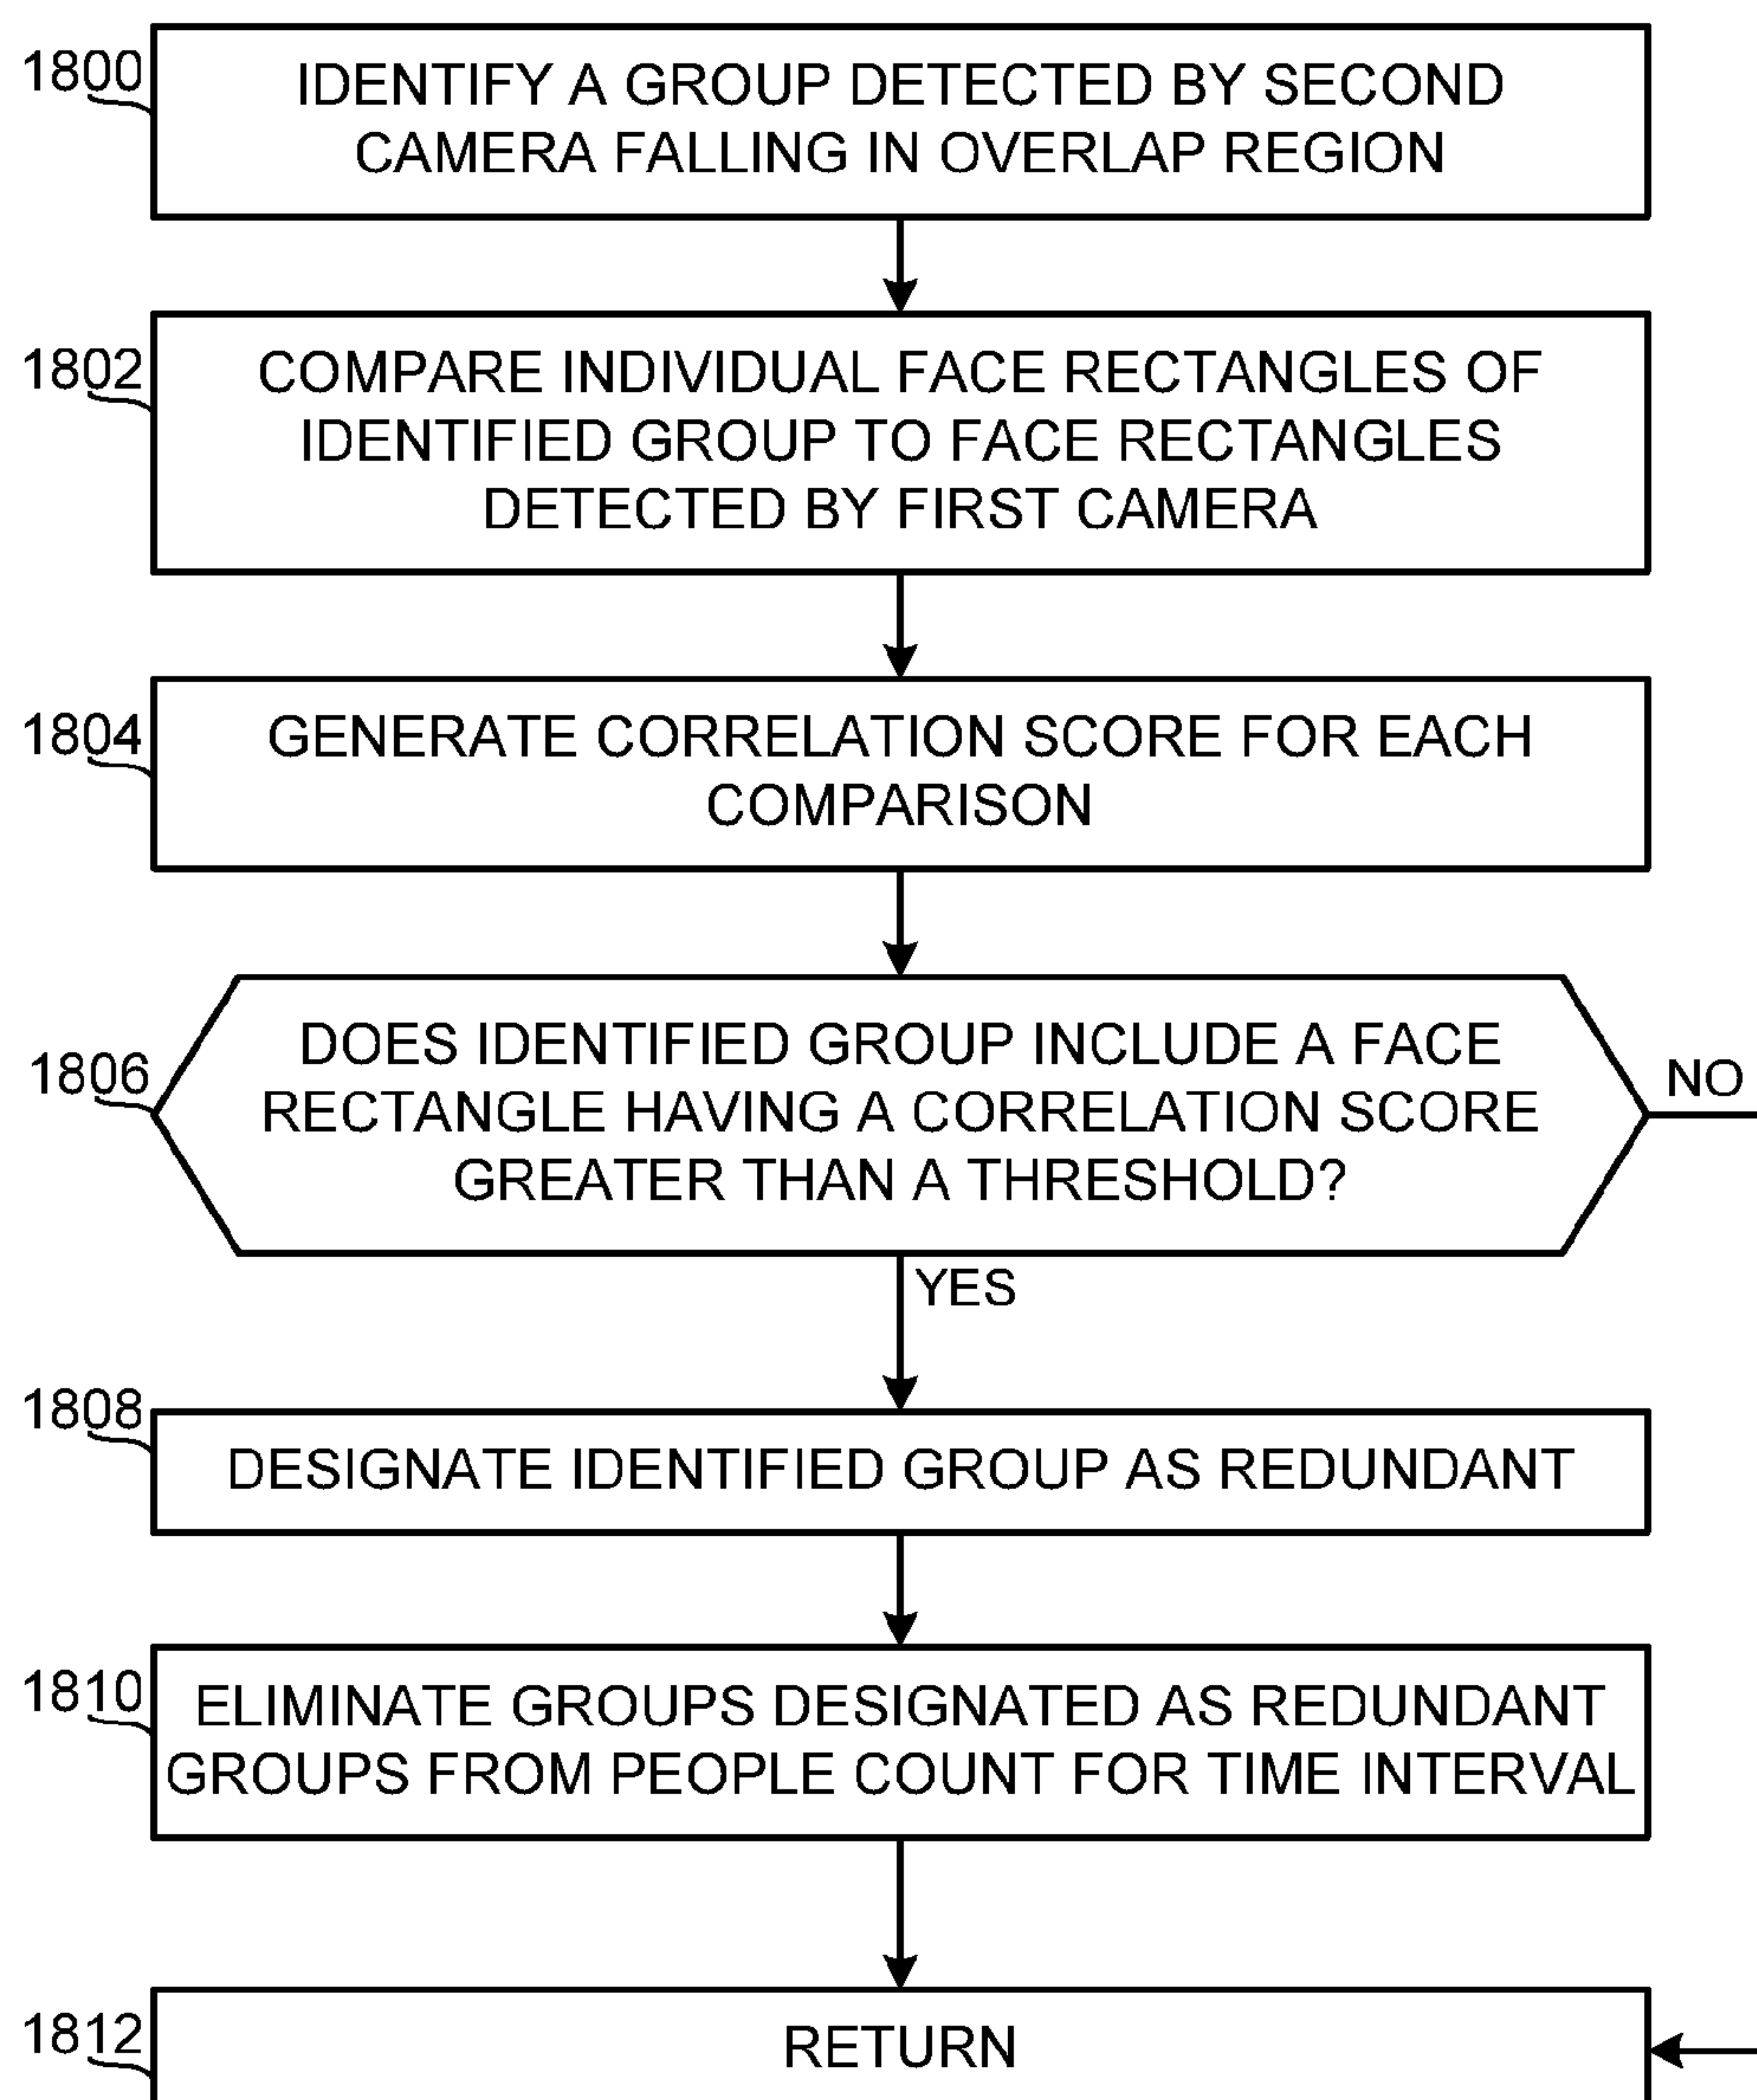 1800
IDENTIFY A GROUP DETECTED BY SECOND
CAMERA FALLING IN OVERLAP REGION
1802
COMPARE INDIVIDUAL FACE RECTANGLES OF
IDENTIFIED GROUP TO FACE RECTANGLES
DETECTED BY FIRST CAMERA
1804
GENERATE CORRELATION SCORE FOR EACH
COMPARISON
1806
DOES IDENTIFIED GROUP INCLUDE A FACE
RECTANGLE HAVING A CORRELATION SCORE
GREATER THAN A THRESHOLD?
NO
YES
1808
DESIGNATE IDENTIFIED GROUP AS REDUNDANT
1810
ELIMINATE GROUPS DESIGNATED AS REDUNDANT
GROUPS FROM PEOPLE COUNT FOR TIME INTERVAL
1812
RETURN